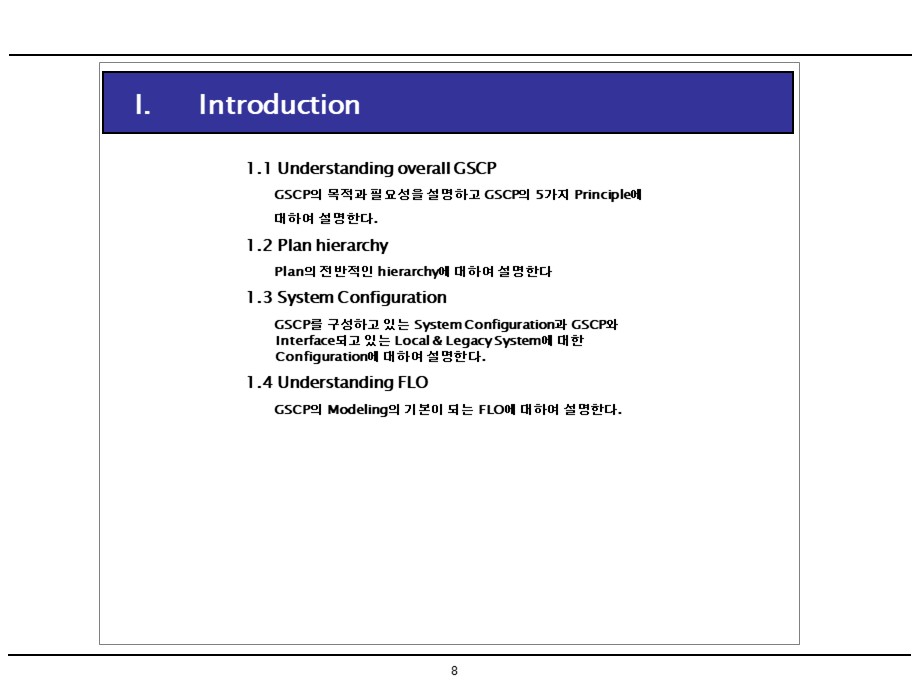 I. Introduction
1.1 Understanding overall GSCP
GSCP의 목적과 필요성을 설명하고 GSCP의 5가지 Principle에
대하여 설명한다.
1.2 Plan hierarchy
Plan의 전반적인 hierarchy에 대하여 설명한다
1.3 System Configuration
GSCP를 구성하고 있는 System Configuration과 GSCP와
Interface되고 있는 Local & Legacy System에 대한
Configuration에 대하여 설명한다.
1.4 Understanding FLO
GSCP의 Modeling의 기본이 되는 FLO에 대하여 설명한다.
8